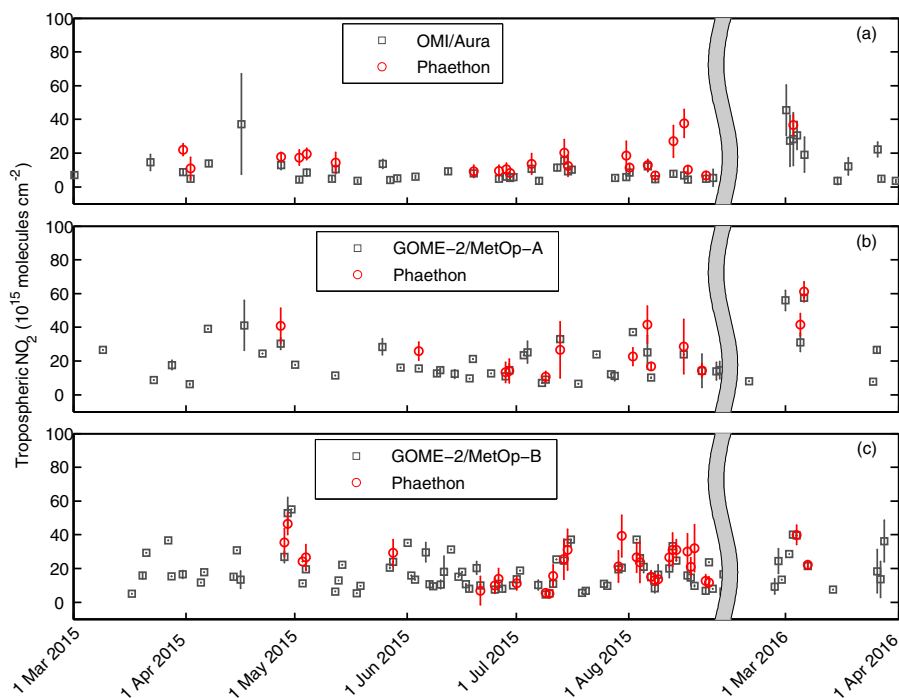 Tropospheric NO2 (10^15 molecules cm^-2)
100
80
60
40
20
0
OMI/Aura
Phaethon
(a)
100
80
60
40
20
0
GOME−2/MetOp−A
Phaethon
(b)
100
80
60
40
20
0
GOME−2/MetOp−B
Phaethon
(c)
1 Mar 2015
1 Apr 2015
1 May 2015
1 Jun 2015
1 Jul 2015
1 Aug 2015
1 Mar 2016
1 Apr 2016